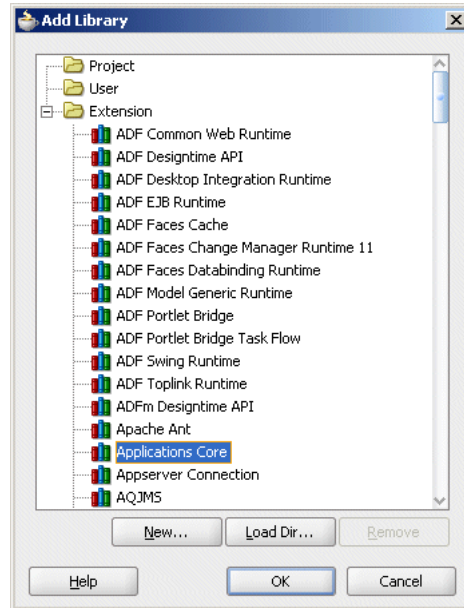 Add Library
Project
User
Extension
ADF Common Web Runtime
ADF Designtime API
ADF Desktop Integration Runtime
ADF EJB Runtime
ADF Faces Cache
ADF Faces Change Manager Runtime 11
ADF Faces Databinding Runtime
ADF Model Generic Runtime
ADF Portlet Bridge
ADF Portlet Bridge Task Flow
ADF Swing Runtime
ADF Toplink Runtime
ADFm Designtime API
Apache Ant
Applications Core
Appserver Connection
AQJMS
New... Load Dir... Remove
Help OK Cancel